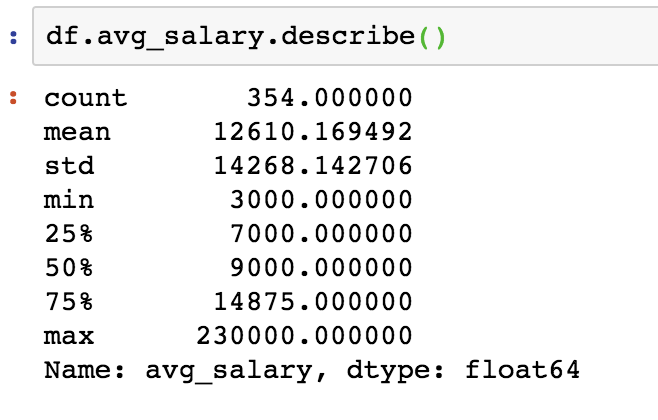 : df.avg_salary.describe()
: count 354.000000
mean 12610.169492
std 14268.142706
min 3000.000000
25% 7000.000000
50% 9000.000000
75% 14875.000000
max 230000.000000
Name: avg_salary, dtype: float64